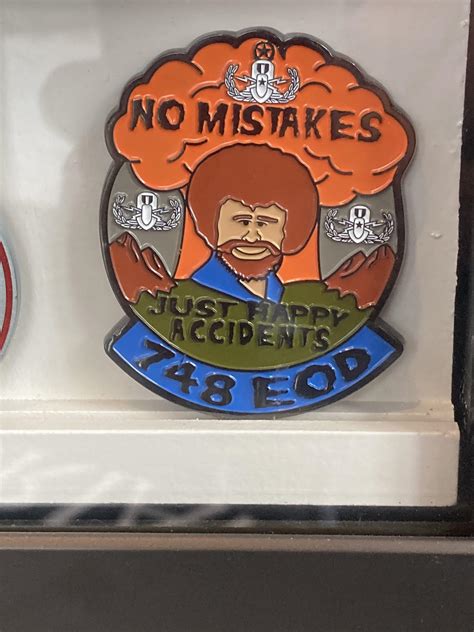 NO MISTAKES
JUST HAPPY
ACCIDENTS
748 EOD